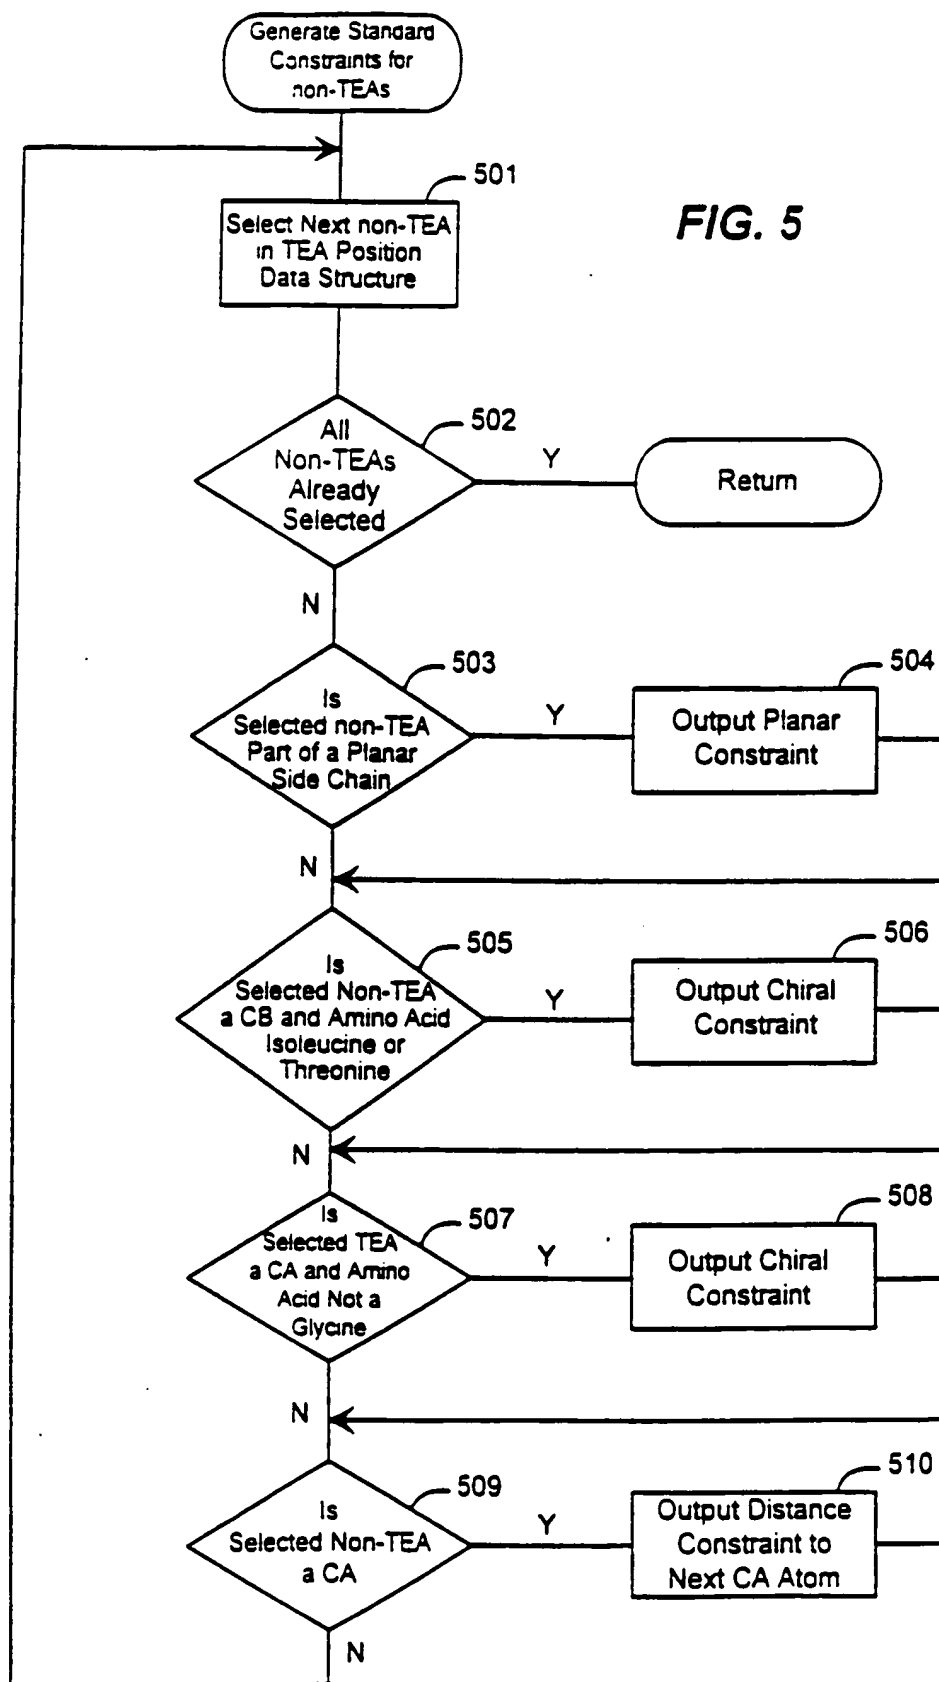 Generate Standard
Constraints for
non-TEAs
501
Select Next non-TEA
in TEA Position
Data Structure
FIG. 5
All
Non-TEAs
Already
Selected
502
Y
Return
N
503
Is
Selected non-TEA
Part of a Planar
Side Chain
Y
504
Output Planar
Constraint
N
505
Is
Selected Non-TEA
a CB and Amino Acid
Isoleucine or
Threonine
Y
506
Output Chiral
Constraint
N
507
Is
Selected TEA
a CA and Amino
Acid Not a
Glycine
Y
508
Output Chiral
Constraint
N
509
Is
Selected Non-TEA
a CA
Y
510
Output Distance
Constraint to
Next CA Atom
N